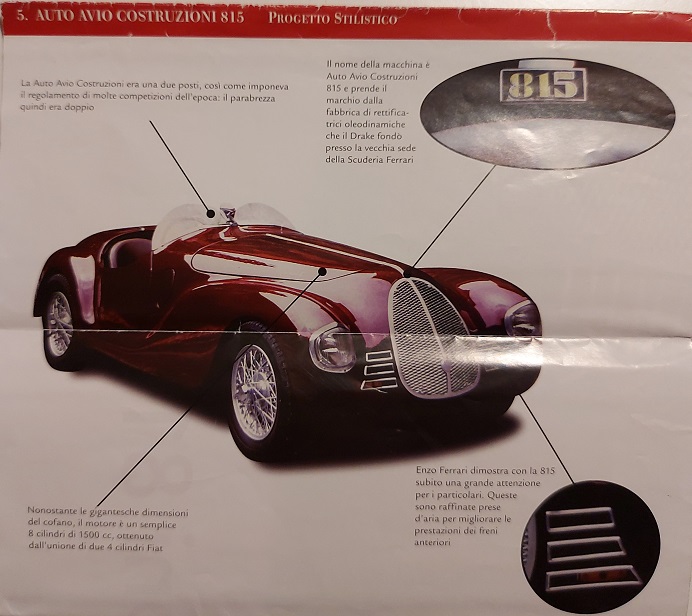 5. AUTO AVIO COSTRUZIONI 815 PROGETTO STILISTICO
La Auto Avio Costruzioni era una due posti, così come imponeva
il regolamento di molte competizioni dell'epoca: il parabrezza
quindi era doppio
Il nome della macchina è
Auto Avio Costruzioni
815 e prende il
marchio dalla
fabbrica di rettifica-
trici oleodinamiche
che il Drake fondò
presso la vecchia sede
della Scuderia Ferrari
815
Nonostante le gigantesche dimensioni
del cofano, il motore è un semplice
8 cilindri di 1500 cc, ottenuto
dall'unione di due 4 cilindri Fiat
Enzo Ferrari dimostra con la 815
subito una grande attenzione
per i particolari. Queste
sono raffinate prese
d'aria per migliorare le
prestazioni dei freni
anteriori